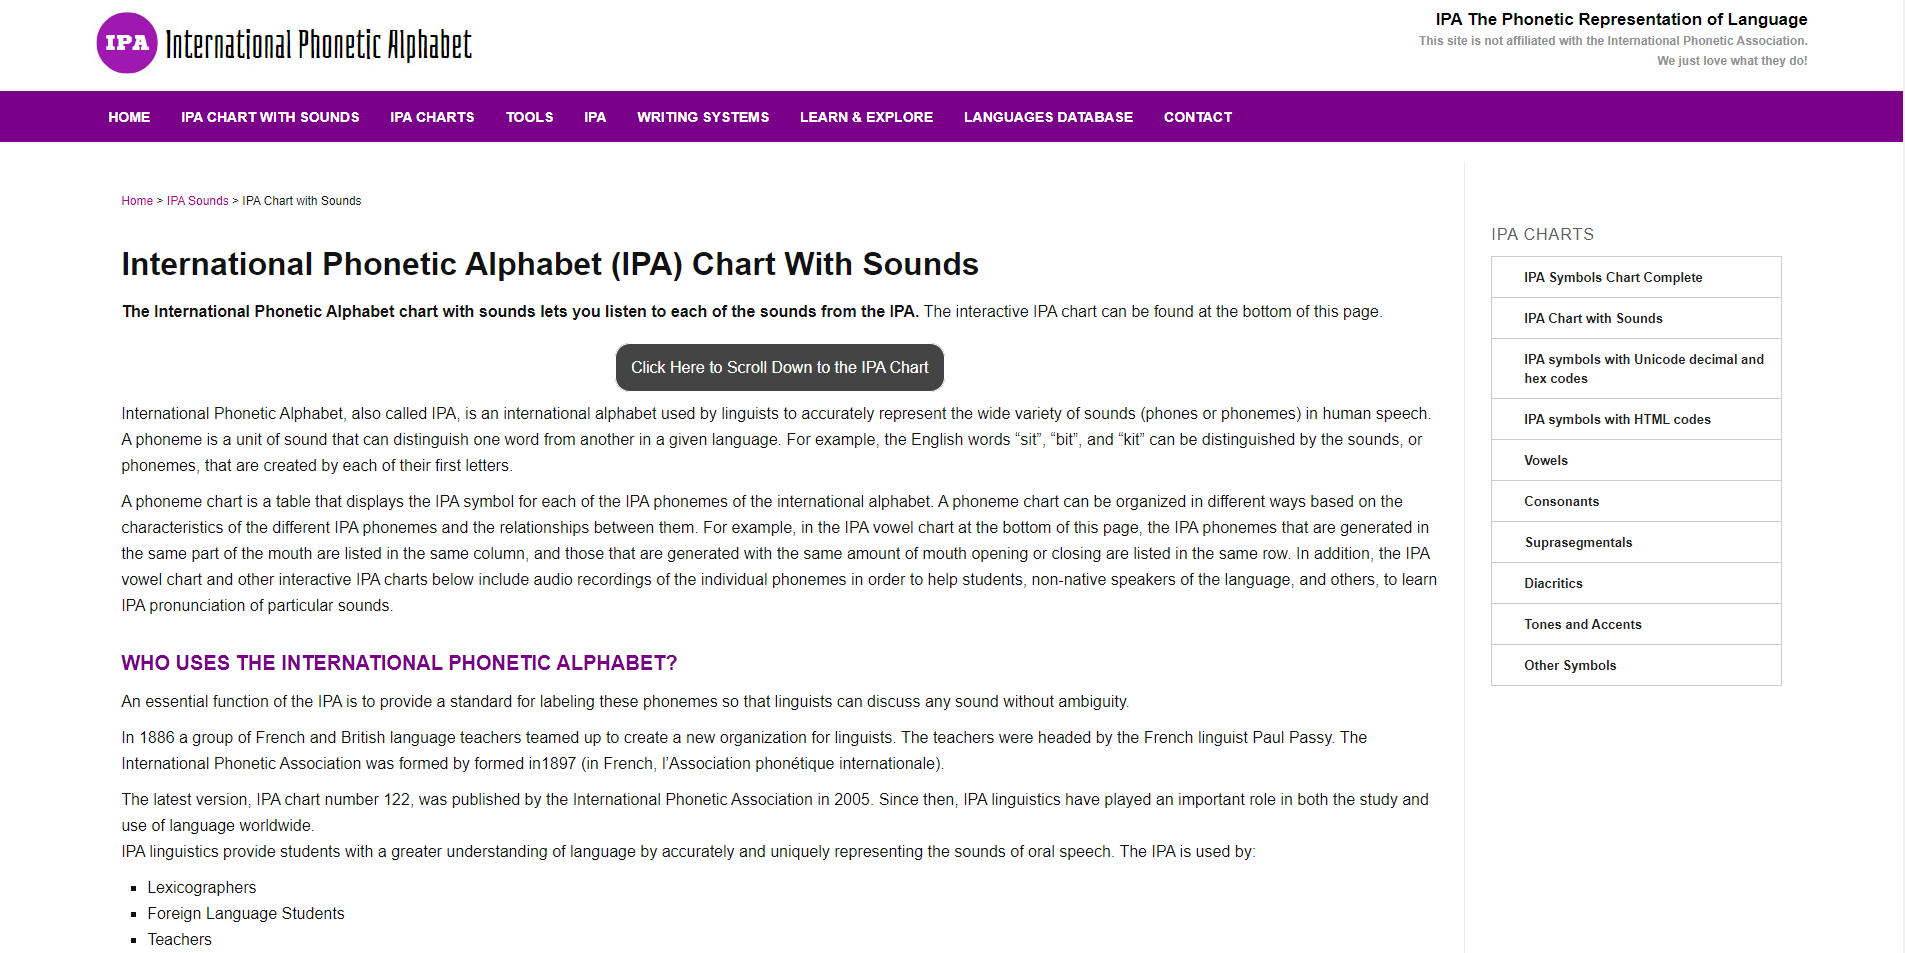 IPA International Phonetic Alphabet
IPA The Phonetic Representation of Language
This site is not affiliated with the International Phonetic Association.
We just love what they do!
HOME IPA CHART WITH SOUNDS IPA CHARTS TOOLS IPA WRITING SYSTEMS LEARN & EXPLORE LANGUAGES DATABASE CONTACT
Home > IPA Sounds > IPA Chart with Sounds
International Phonetic Alphabet (IPA) Chart With Sounds
The International Phonetic Alphabet chart with sounds lets you listen to each of the sounds from the IPA. The interactive IPA chart can be found at the bottom of this page.
Click Here to Scroll Down to the IPA Chart
International Phonetic Alphabet, also called IPA, is an international alphabet used by linguists to accurately represent the wide variety of sounds (phones or phonemes) in human speech.
A phoneme is a unit of sound that can distinguish one word from another in a given language. For example, the English words “sit”, “bit”, and “kit” can be distinguished by the sounds, or
phonemes, that are created by each of their first letters.
A phoneme chart is a table that displays the IPA symbol for each of the IPA phonemes of the international alphabet. A phoneme chart can be organized in different ways based on the
characteristics of the different IPA phonemes and the relationships between them. For example, in the IPA vowel chart at the bottom of this page, the IPA phonemes that are generated in
the same part of the mouth are listed in the same column, and those that are generated with the same amount of mouth opening or closing are listed in the same row. In addition, the IPA
vowel chart and other interactive IPA charts below include audio recordings of the individual phonemes in order to help students, non-native speakers of the language, and others, to learn
IPA pronunciation of particular sounds.
WHO USES THE INTERNATIONAL PHONETIC ALPHABET?
An essential function of the IPA is to provide a standard for labeling these phonemes so that linguists can discuss any sound without ambiguity.
In 1886 a group of French and British language teachers teamed up to create a new organization for linguists. The teachers were headed by the French linguist Paul Passy. The
International Phonetic Association was formed by formed in1897 (in French, l’Association phonétique internationale).
The latest version, IPA chart number 122, was published by the International Phonetic Association in 2005. Since then, IPA linguistics have played an important role in both the study and
use of language worldwide.
IPA linguistics provide students with a greater understanding of language by accurately and uniquely representing the sounds of oral speech. The IPA is used by:
Lexicographers
Foreign Language Students
Teachers
IPA CHARTS
IPA Symbols Chart Complete
IPA Chart with Sounds
IPA symbols with Unicode decimal and
hex codes
IPA symbols with HTML codes
Vowels
Consonants
Suprasegmentals
Diacritics
Tones and Accents
Other Symbols